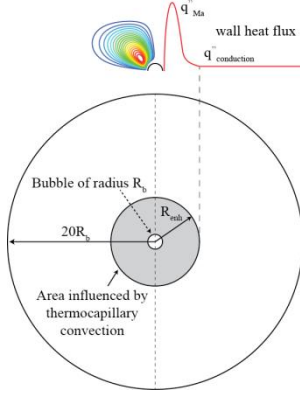 q"Ma
wall heat flux
q"conduction
Bubble of radius Rb
Renh
20Rb
Area influenced by
thermocapillary
convection